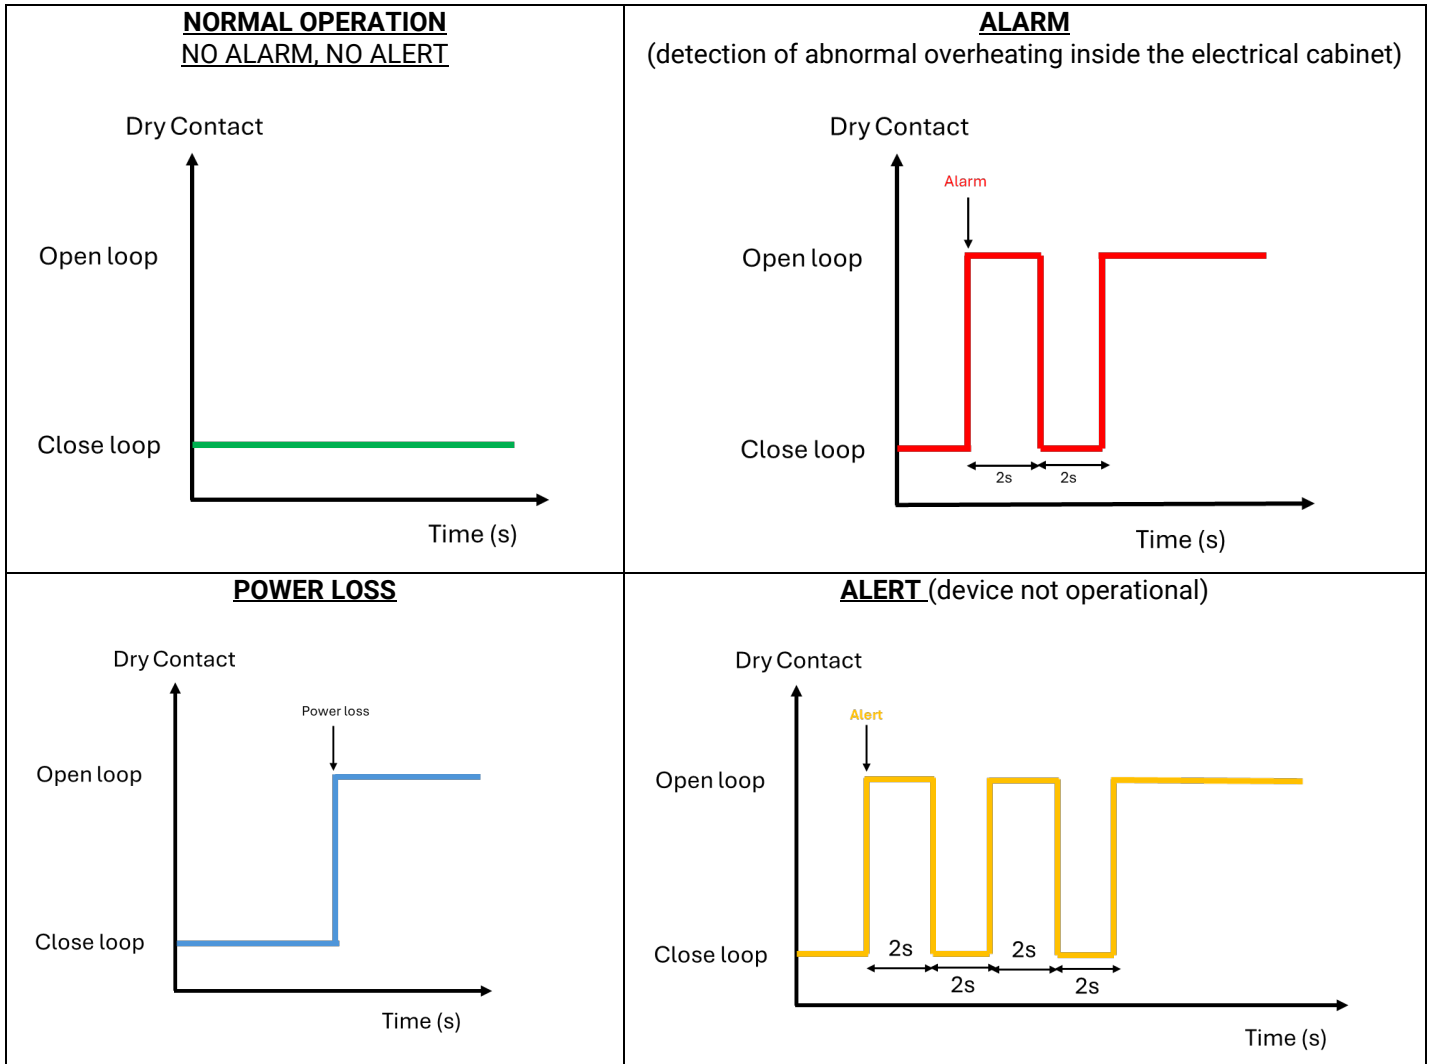 NORMAL OPERATION
NO ALARM, NO ALERT
Dry Contact
Open loop
Close loop
Time (s)
ALARM
(detection of abnormal overheating inside the electrical cabinet)
Dry Contact
Alarm
Open loop
Close loop
2s 2s
Time (s)
POWER LOSS
Dry Contact
Power loss
Open loop
Close loop
Time (s)
ALERT (device not operational)
Dry Contact
Alert
Open loop
Close loop
2s 2s
2s 2s
Time (s)